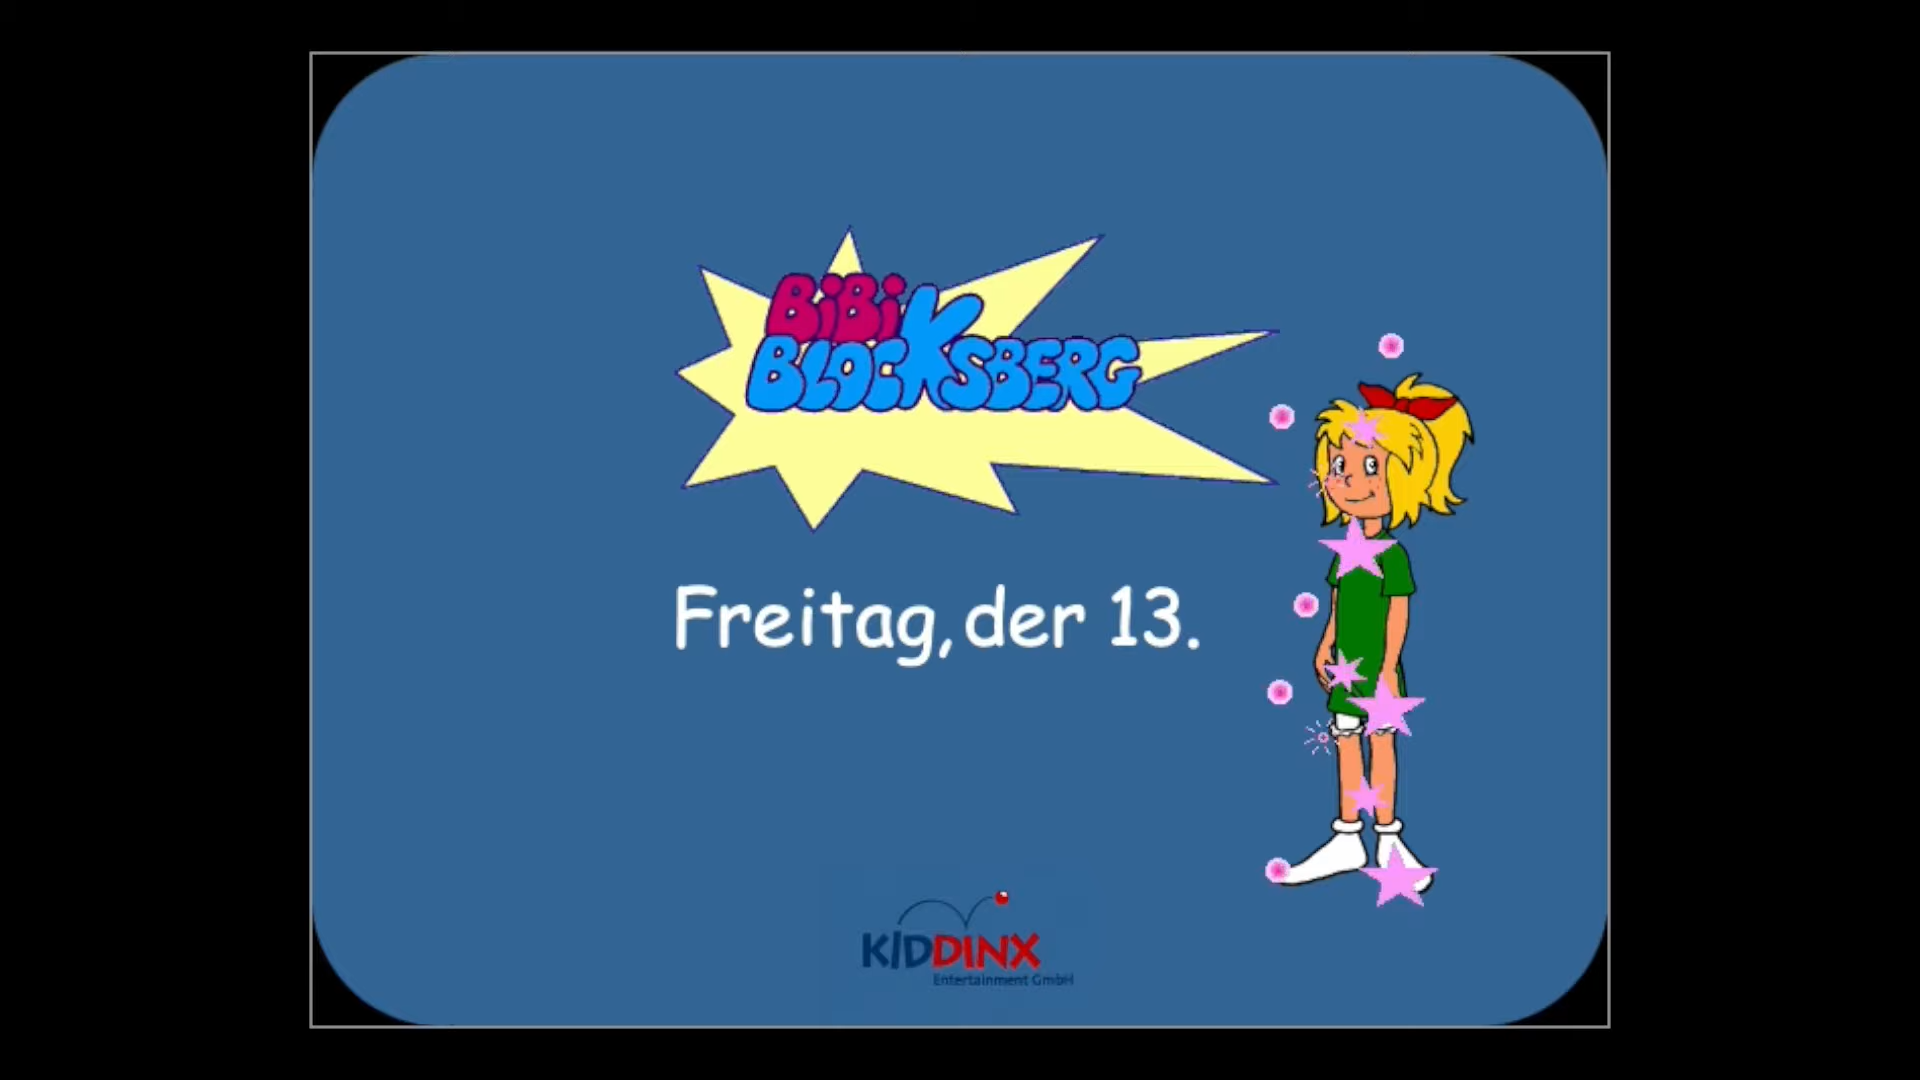 BiBi
BLOCKSBERG
Freitag, der 13.
KIDDINX
Entertainment GmbH